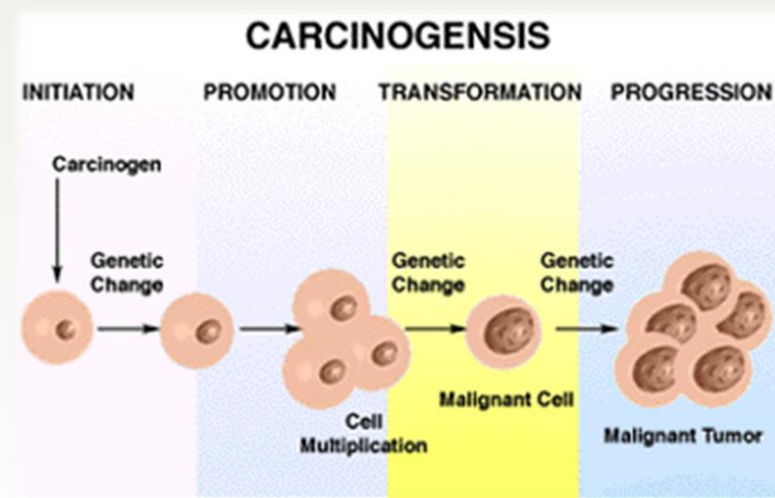 CARCINOGENSIS
INITIATION
PROMOTION
TRANSFORMATION
PROGRESSION
Carcinogen
Genetic
Change
Genetic
Change
Genetic
Change
Cell
Multiplication
Malignant Cell
Malignant Tumor